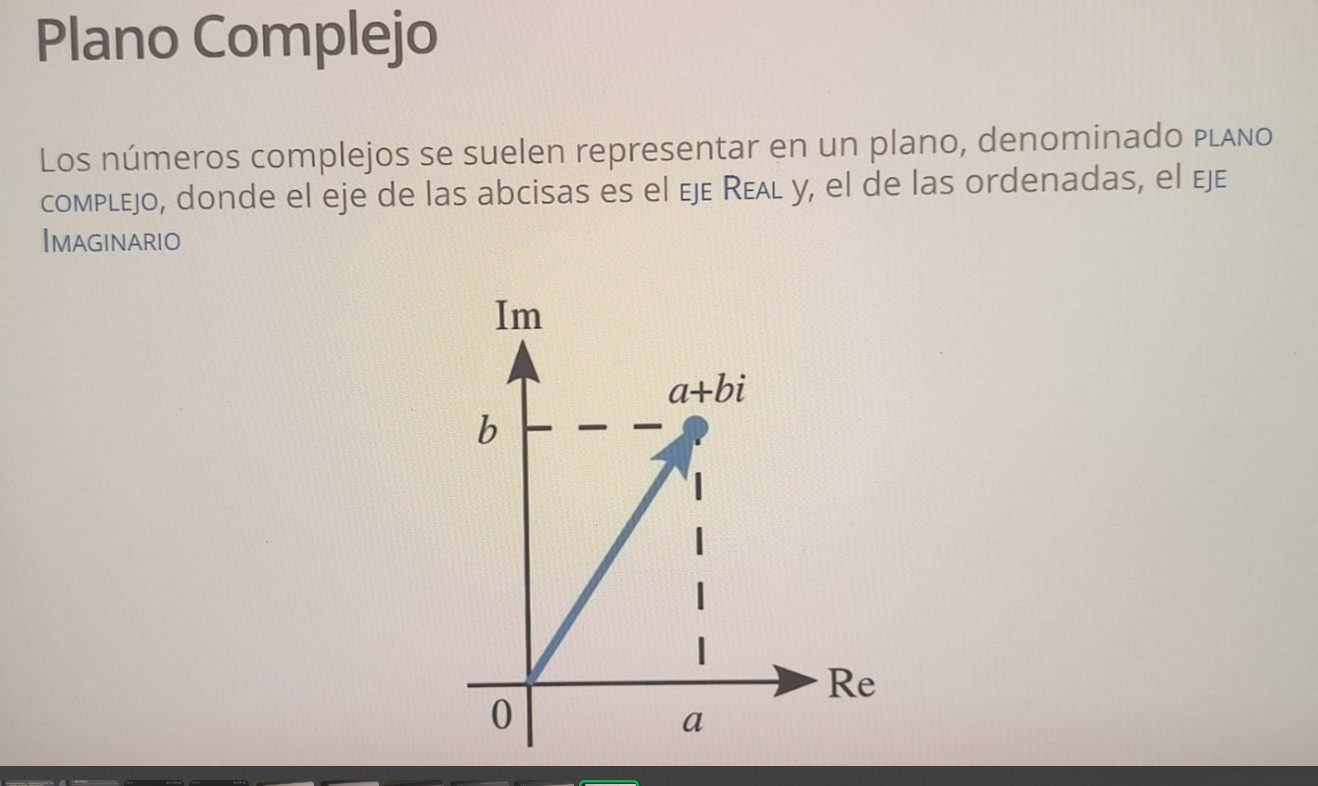 Plano Complejo
Los números complejos se suelen representar en un plano, denominado PLANO
COMPLEJO, donde el eje de las abcisas es el EJE REAL y, el de las ordenadas, el EJE
IMAGINARIO
Im
a+bi
b
Re
0
a